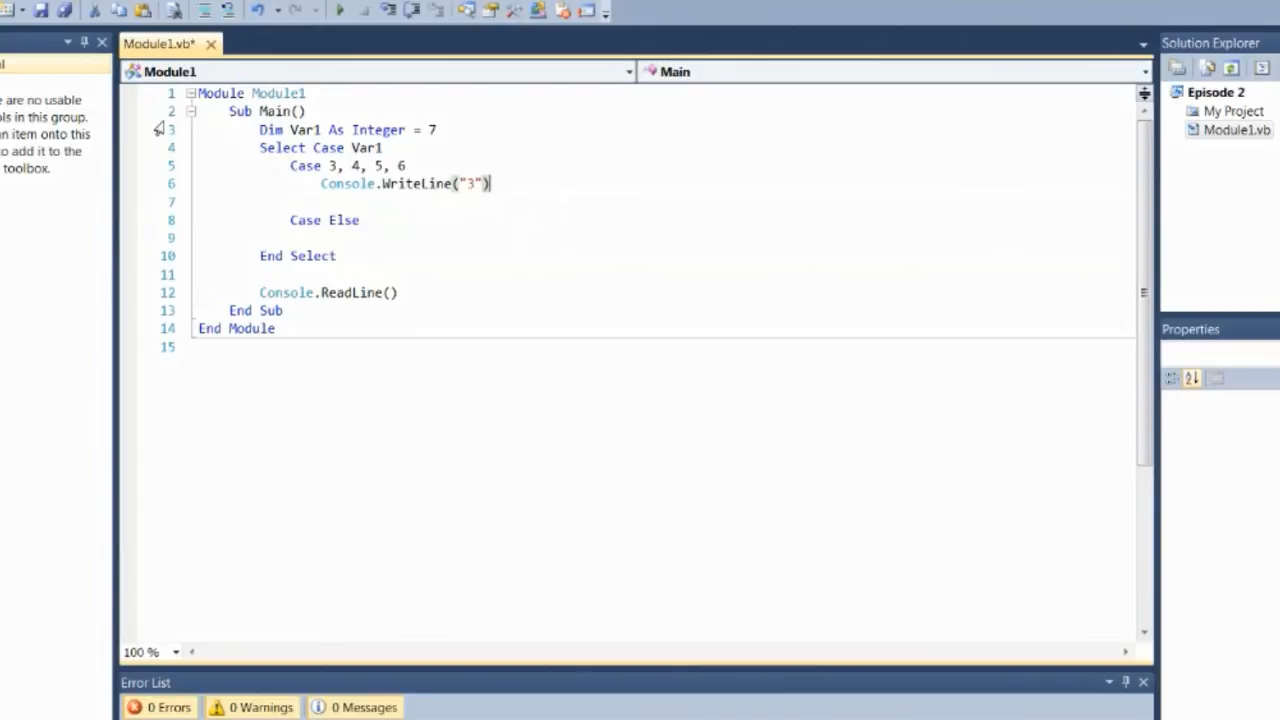 Module1.vb*
Solution Explorer
l
Module1
Main
e are no usable
ols in this group.
n item onto this
o add it to the
toolbox.
1 Module Module1
2 Sub Main()
3 Dim Var1 As Integer = 7
4 Select Case Var1
5 Case 3, 4, 5, 6
6 Console.WriteLine("3")
7
8 Case Else
9
10 End Select
11
12 Console.ReadLine()
13 End Sub
14 End Module
15
Episode 2
My Project
Module1.vb
Properties
100 %
Error List
0 Errors
0 Warnings
0 Messages